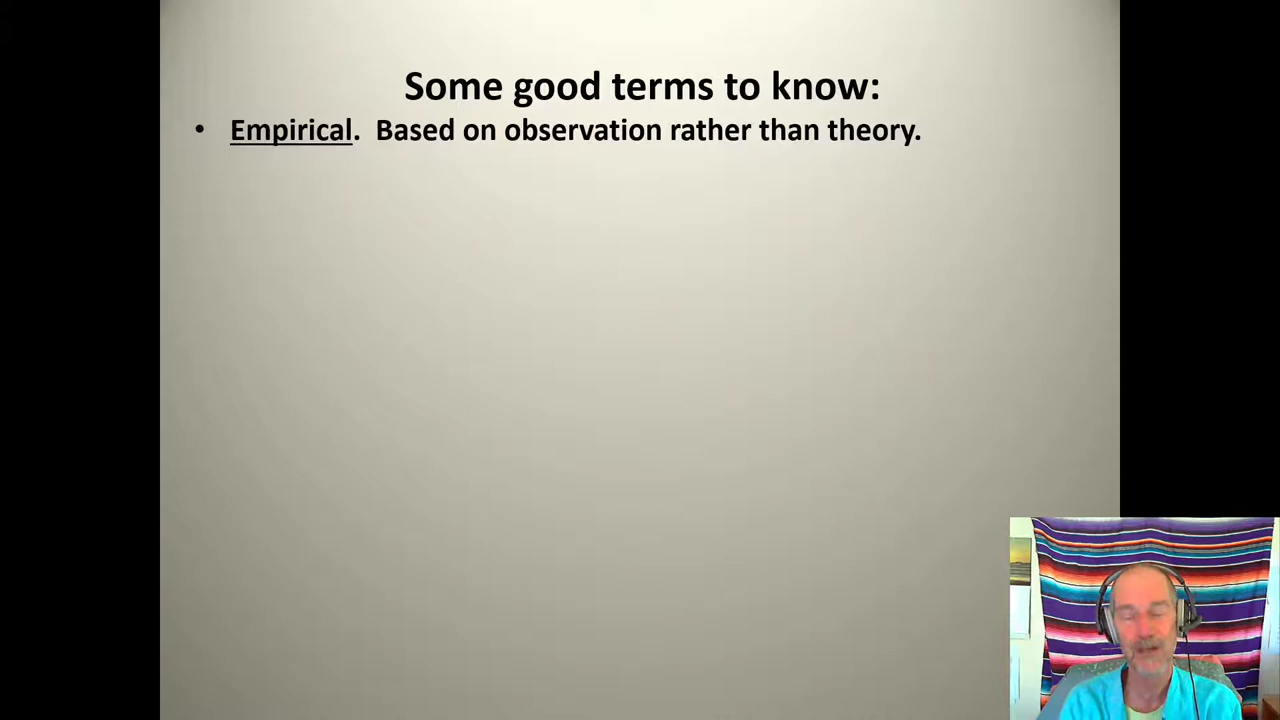 Some good terms to know:
• Empirical.  Based on observation rather than theory.